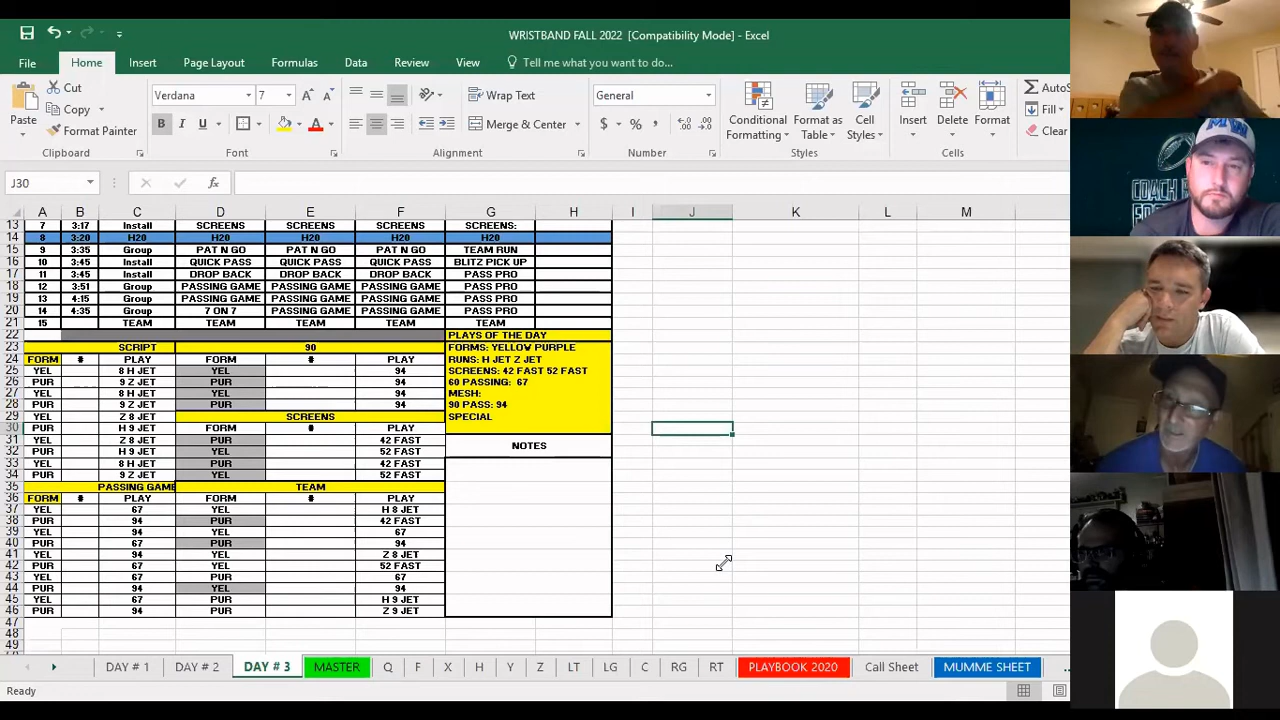 WRISTBAND FALL 2022 [Compatibility Mode] - Excel
File Home Insert Page Layout Formulas Data Review View Tell me what you want to do...
Cut
Copy
Format Painter
Paste
Verdana 7
B I U
Wrap Text
Merge & Center
General
$ % ,
Conditional Formatting
Format as Table
Cell Styles
Insert Delete Format
AutoS
Fill
Clear
Clipboard Font Alignment Number Styles Cells
J30 fx
A B C D E F G H I J K L M
13 7 3:17 Install SCREENS SCREENS SCREENS SCREENS:
14 8 3:20 H20 H20 H20 H20 H20
15 9 3:35 Group PAT N GO PAT N GO PAT N GO TEAM RUN
16 10 3:45 Install QUICK PASS QUICK PASS QUICK PASS BLITZ PICK UP
17 11 3:45 Install DROP BACK DROP BACK DROP BACK PASS PRO
18 12 3:51 Group PASSING GAME PASSING GAME PASSING GAME PASS PRO
19 13 4:15 Group PASSING GAME PASSING GAME PASSING GAME PASS PRO
20 14 4:35 Group 7 ON 7 PASSING GAME PASSING GAME PASS PRO
21 15 TEAM TEAM TEAM TEAM TEAM
22 PLAYS OF THE DAY
23 SCRIPT 90 FORMS: YELLOW PURPLE
24 FORM # PLAY FORM # PLAY RUNS: H JET Z JET
25 YEL 8 H JET YEL 94 SCREENS: 42 FAST 52 FAST
26 PUR 9 Z JET PUR 94 60 PASSING: 67
27 YEL 8 H JET YEL 94 MESH:
28 PUR 9 Z JET PUR 94 90 PASS: 94
29 YEL Z 8 JET SCREENS SPECIAL
30 PUR H 9 JET FORM # PLAY
31 YEL Z 8 JET PUR 42 FAST NOTES
32 PUR H 9 JET YEL 52 FAST
33 YEL 8 H JET PUR 42 FAST
34 PUR 9 Z JET YEL 52 FAST
35 PASSING GAME TEAM
36 FORM # PLAY FORM # PLAY
37 YEL 67 YEL H 8 JET
38 PUR 94 PUR 42 FAST
39 YEL 94 YEL 67
40 PUR 67 PUR 94
41 YEL 94 YEL Z 8 JET
42 PUR 67 YEL 52 FAST
43 YEL 67 PUR 67
44 PUR 94 YEL 94
45 YEL 67 PUR H 9 JET
46 PUR 94 PUR Z 9 JET
47
48
49
DAY # 1 DAY # 2 DAY # 3 MASTER Q F X H Y Z LT LG C RG RT PLAYBOOK 2020 Call Sheet MUMME SHEET ...
Ready
COACH